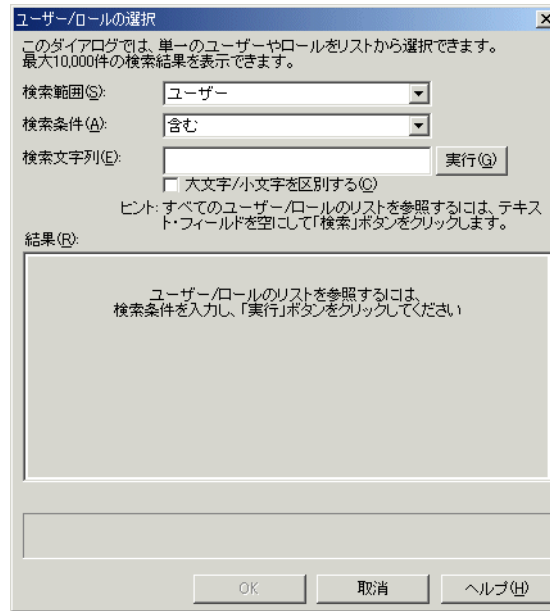 ユーザー/ロールの選択
このダイアログでは、単一のユーザーやロールをリストから選択できます。
最大10,000件の検索結果を表示できます。
検索範囲(S): ユーザー
検索条件(A): 含む
検索文字列(E): 実行(G)
大文字/小文字を区別する(C)
ヒント: すべてのユーザー/ロールのリストを参照するには、テキス
ト・フィールドを空にして「検索」ボタンをクリックします。
結果(R):
ユーザー/ロールのリストを参照するには、
検索条件を入力し、「実行」ボタンをクリックしてください
OK 取消 ヘルプ(H)